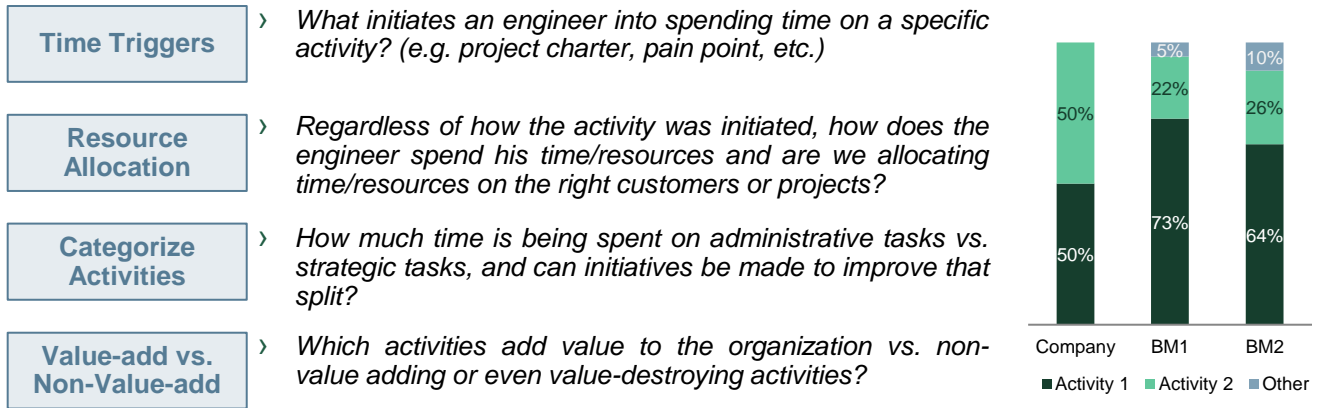 Time Triggers
› What initiates an engineer into spending time on a specific
activity? (e.g. project charter, pain point, etc.)
Resource
Allocation
› Regardless of how the activity was initiated, how does the
engineer spend his time/resources and are we allocating
time/resources on the right customers or projects?
Categorize
Activities
› How much time is being spent on administrative tasks vs.
strategic tasks, and can initiatives be made to improve that
split?
Value-add vs.
Non-Value-add
› Which activities add value to the organization vs. non-
value adding or even value-destroying activities?
5%
10%
50%
22%
26%
50%
73%
64%
Company BM1 BM2
Activity 1 Activity 2 Other